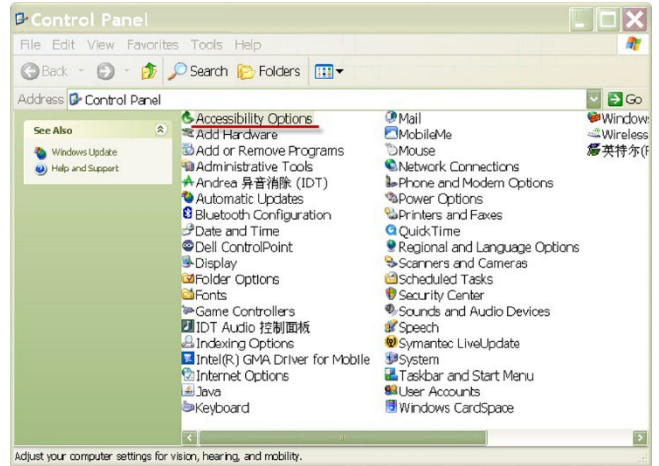 Control Panel
File Edit View Favorites Tools Help
Back Search Folders
Address Control Panel Go
See Also
Windows Update
Help and Support
Accessibility Options
Add Hardware
Add or Remove Programs
Administrative Tools
Andrea 异音消除 (IDT)
Automatic Updates
Bluetooth Configuration
Date and Time
Dell ControlPoint
Display
Folder Options
Fonts
Game Controllers
IDT Audio 控制面板
Indexing Options
Intel(R) GMA Driver for Mobile
Internet Options
Java
Keyboard
Mail
MobileMe
Mouse
Network Connections
Phone and Modem Options
Power Options
Printers and Faxes
QuickTime
Regional and Language Options
Scanners and Cameras
Scheduled Tasks
Security Center
Sounds and Audio Devices
Speech
Symantec LiveUpdate
System
Taskbar and Start Menu
User Accounts
Windows CardSpace
Window
Wireless
英特尔(F
Adjust your computer settings for vision, hearing, and mobility.